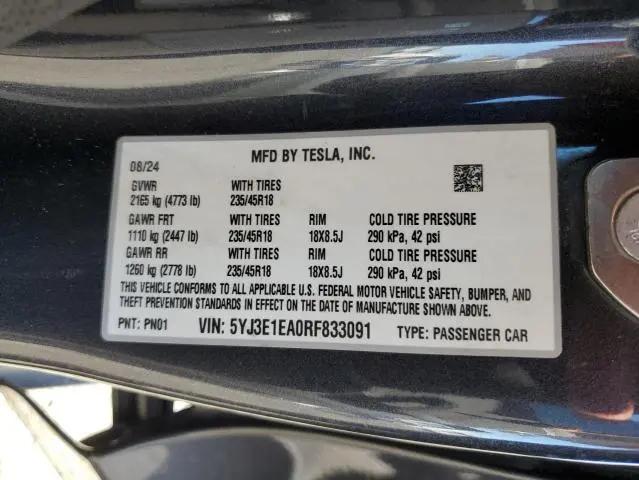 MFD BY TESLA, INC.
08/24
GVWR WITH TIRES
2165 kg (4773 lb) 235/45R18
GAWR FRT WITH TIRES RIM COLD TIRE PRESSURE
1110 kg (2447 lb) 235/45R18 18X8.5J 290 kPa, 42 psi
GAWR RR WITH TIRES RIM COLD TIRE PRESSURE
1260 kg (2778 lb) 235/45R18 18X8.5J 290 kPa, 42 psi
THIS VEHICLE CONFORMS TO ALL APPLICABLE U.S. FEDERAL MOTOR VEHICLE SAFETY, BUMPER, AND
THEFT PREVENTION STANDARDS IN EFFECT ON THE DATE OF MANUFACTURE SHOWN ABOVE.
PNT: PN01 VIN: 5YJ3E1EA0RF833091 TYPE: PASSENGER CAR